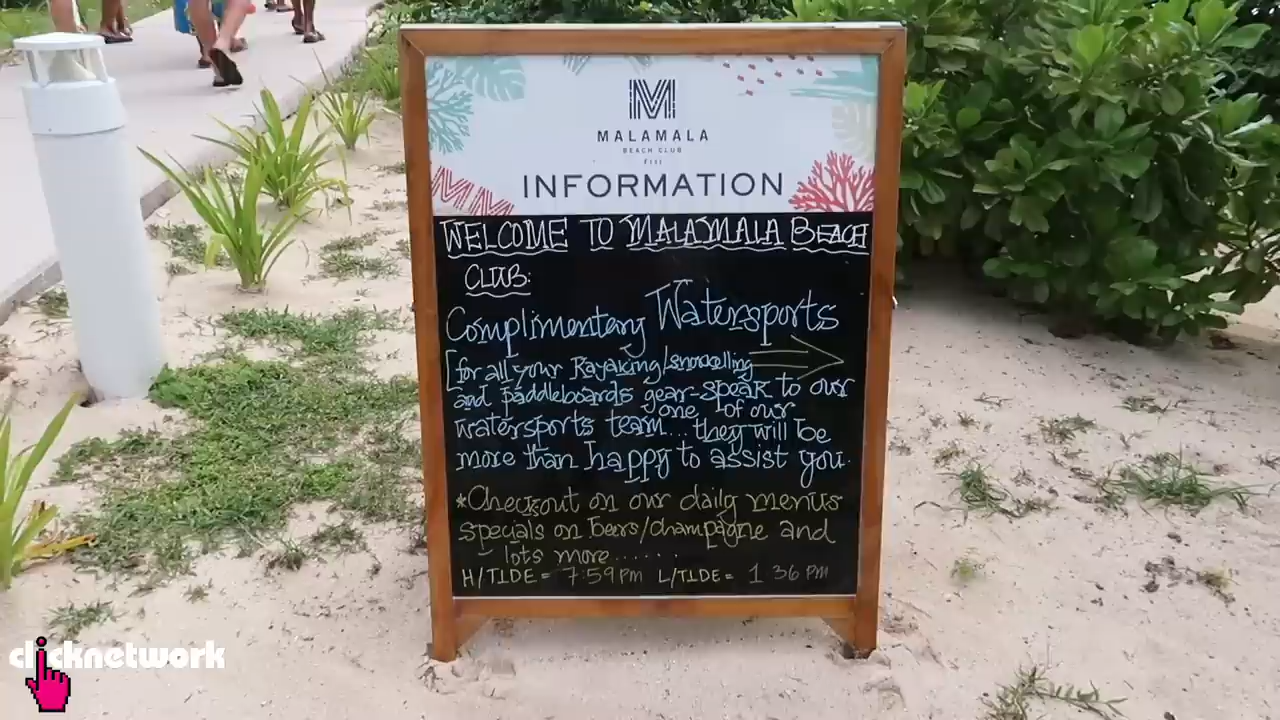 M
MALAMALA
BEACH CLUB
FIJI
INFORMATION
WELCOME TO MALAMALA BEACH
CLUB:
Complimentary Watersports
[for all your Kayaking/snorkelling
and paddleboards gear-speak to our
one of our
watersports team...they will be
more than happy to assist you.
*Checkout on our daily menus
specials on beers/champagne and
lots more......
H/TIDE = 7:59PM L/TIDE = 1 36 PM
clicknetwork